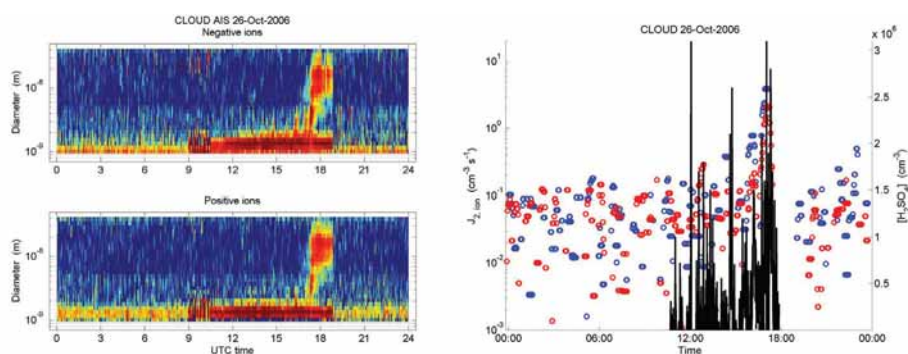 CLOUD AIS 26-Oct-2006
Negative ions
Diameter (m)
10⁻⁸
10⁻⁹
0 3 6 9 12 15 18 21 24
Positive ions
Diameter (m)
10⁻⁸
10⁻⁹
0 3 6 9 12 15 18 21 24
UTC time
CLOUD 26-Oct-2006
x 10⁶
J2, ion (cm⁻³ s⁻¹)
10¹
10⁰
10⁻¹
10⁻²
10⁻³
3
2.5
2
1.5
1
0.5
[H2SO4] (cm⁻³)
00:00 06:00 12:00 18:00 00:00
Time